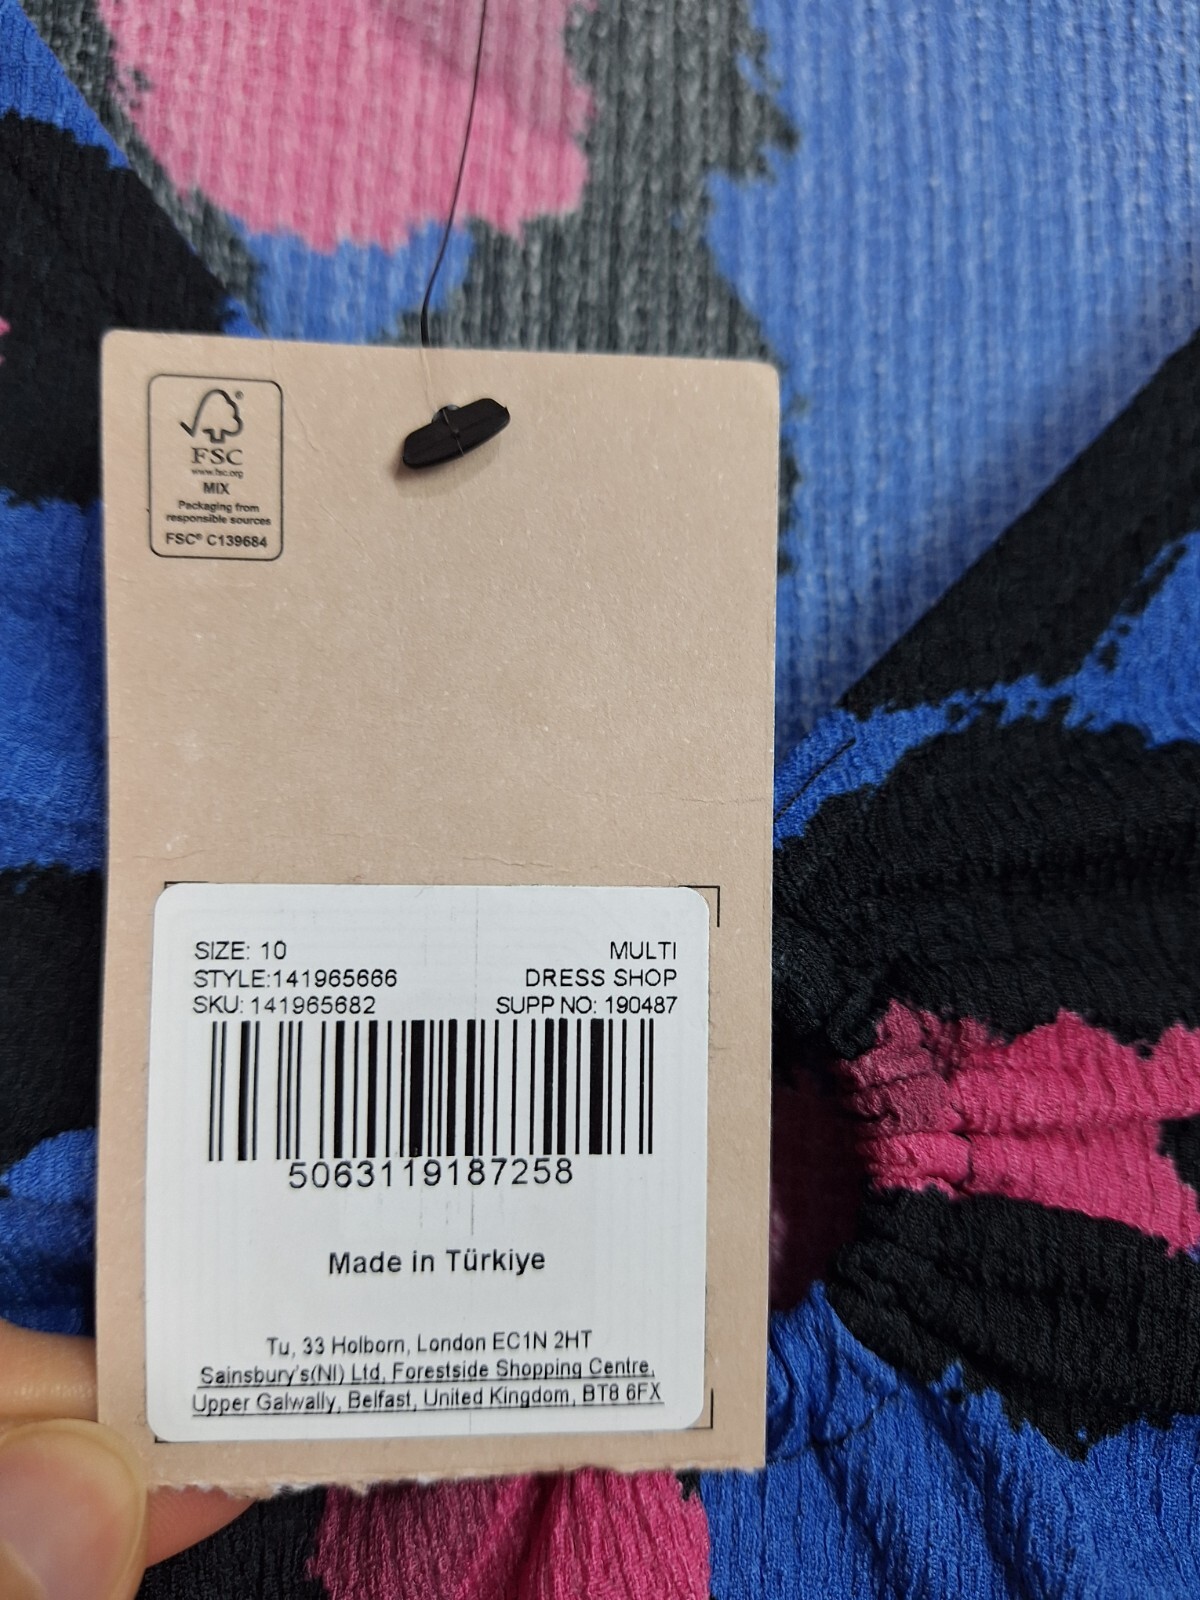 FSC
www.fsc.org
MIX
Packaging from
responsible sources
FSC® C139684
SIZE: 10
MULTI
STYLE:141965666
DRESS SHOP
SKU: 141965682
SUPP NO: 190487
5063119187258
Made in Türkiye
Tu, 33 Holborn, London EC1N 2HT
Sainsbury's(NI) Ltd, Forestside Shopping Centre,
Upper Galwally, Belfast, United Kingdom, BT8 6FX